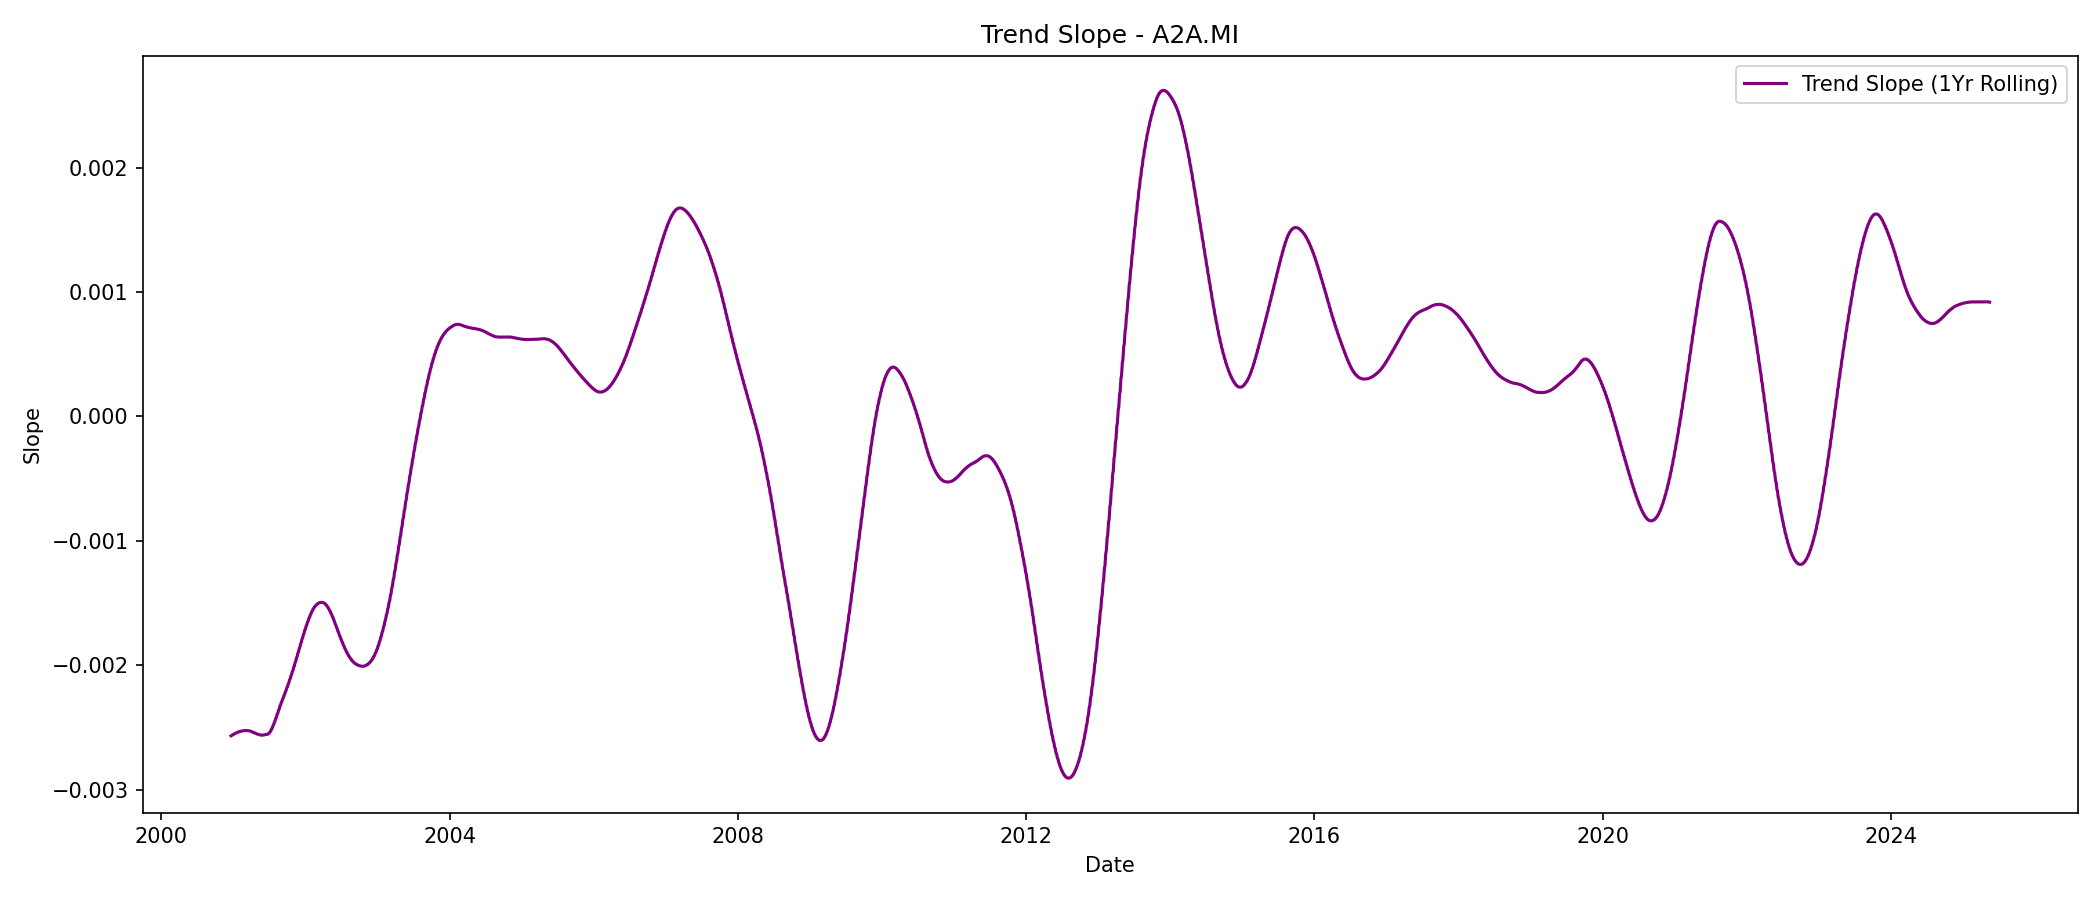 Trend Slope - A2A.MI
Trend Slope (1Yr Rolling)
0.002
0.001
0.000
−0.001
−0.002
−0.003
Slope
2000 2004 2008 2012 2016 2020 2024
Date